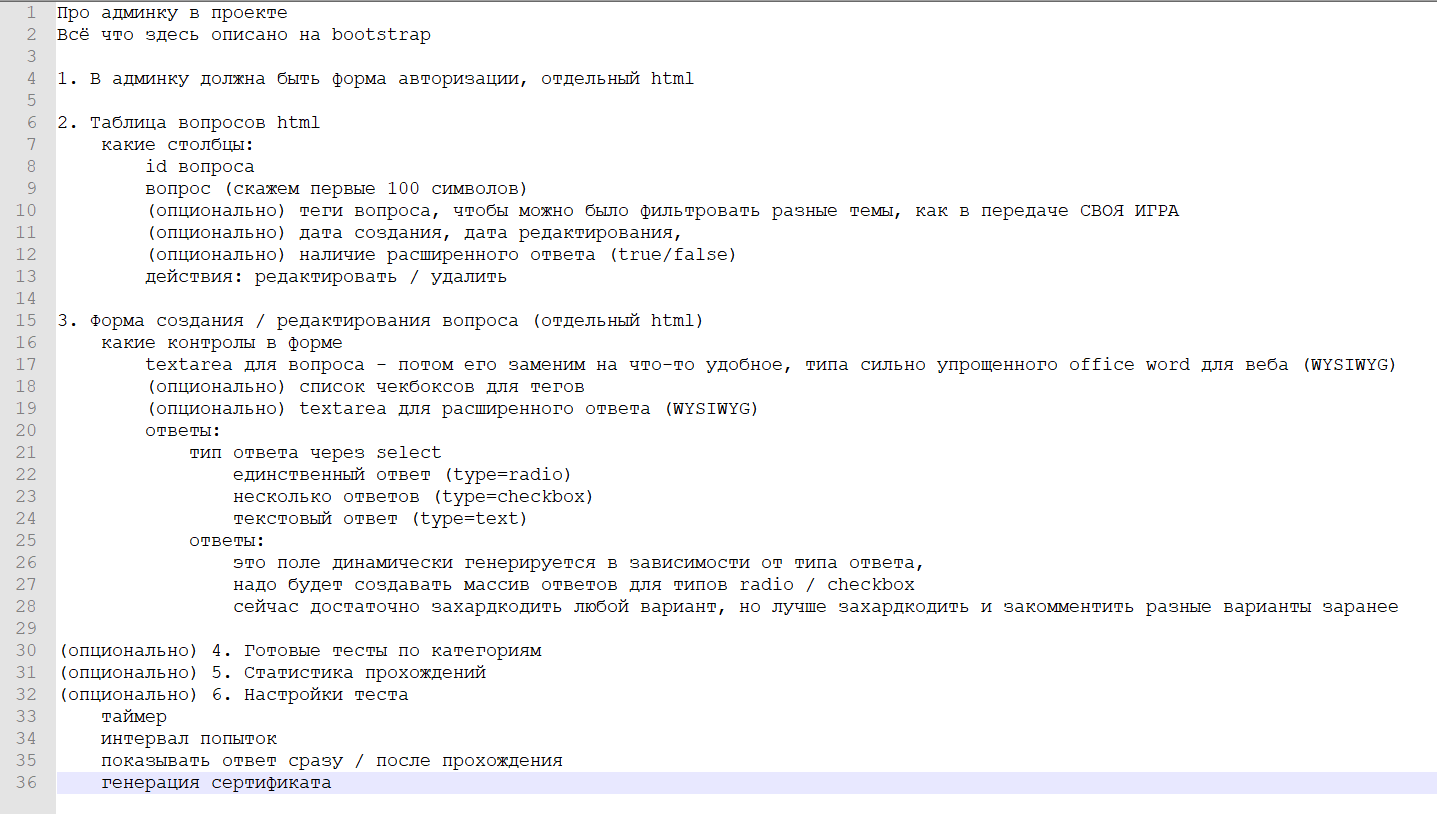 1 Про админку в проекте
2 Всё что здесь описано на bootstrap
3
4 1. В админку должна быть форма авторизации, отдельный html
5
6 2. Таблица вопросов html
7 какие столбцы:
8 id вопроса
9 вопрос (скажем первые 100 символов)
10 (опционально) теги вопроса, чтобы можно было фильтровать разные темы, как в передаче СВОЯ ИГРА
11 (опционально) дата создания, дата редактирования,
12 (опционально) наличие расширенного ответа (true/false)
13 действия: редактировать / удалить
14
15 3. Форма создания / редактирования вопроса (отдельный html)
16 какие контролы в форме
17 textarea для вопроса - потом его заменим на что-то удобное, типа сильно упрощенного office word для веба (WYSIWYG)
18 (опционально) список чекбоксов для тегов
19 (опционально) textarea для расширенного ответа (WYSIWYG)
20 ответы:
21 тип ответа через select
22 единственный ответ (type=radio)
23 несколько ответов (type=checkbox)
24 текстовый ответ (type=text)
25 ответы:
26 это поле динамически генерируется в зависимости от типа ответа,
27 надо будет создавать массив ответов для типов radio / checkbox
28 сейчас достаточно захардкодить любой вариант, но лучше захардкодить и закомментить разные варианты заранее
29
30 (опционально) 4. Готовые тесты по категориям
31 (опционально) 5. Статистика прохождений
32 (опционально) 6. Настройки теста
33 таймер
34 интервал попыток
35 показывать ответ сразу / после прохождения
36 генерация сертификата